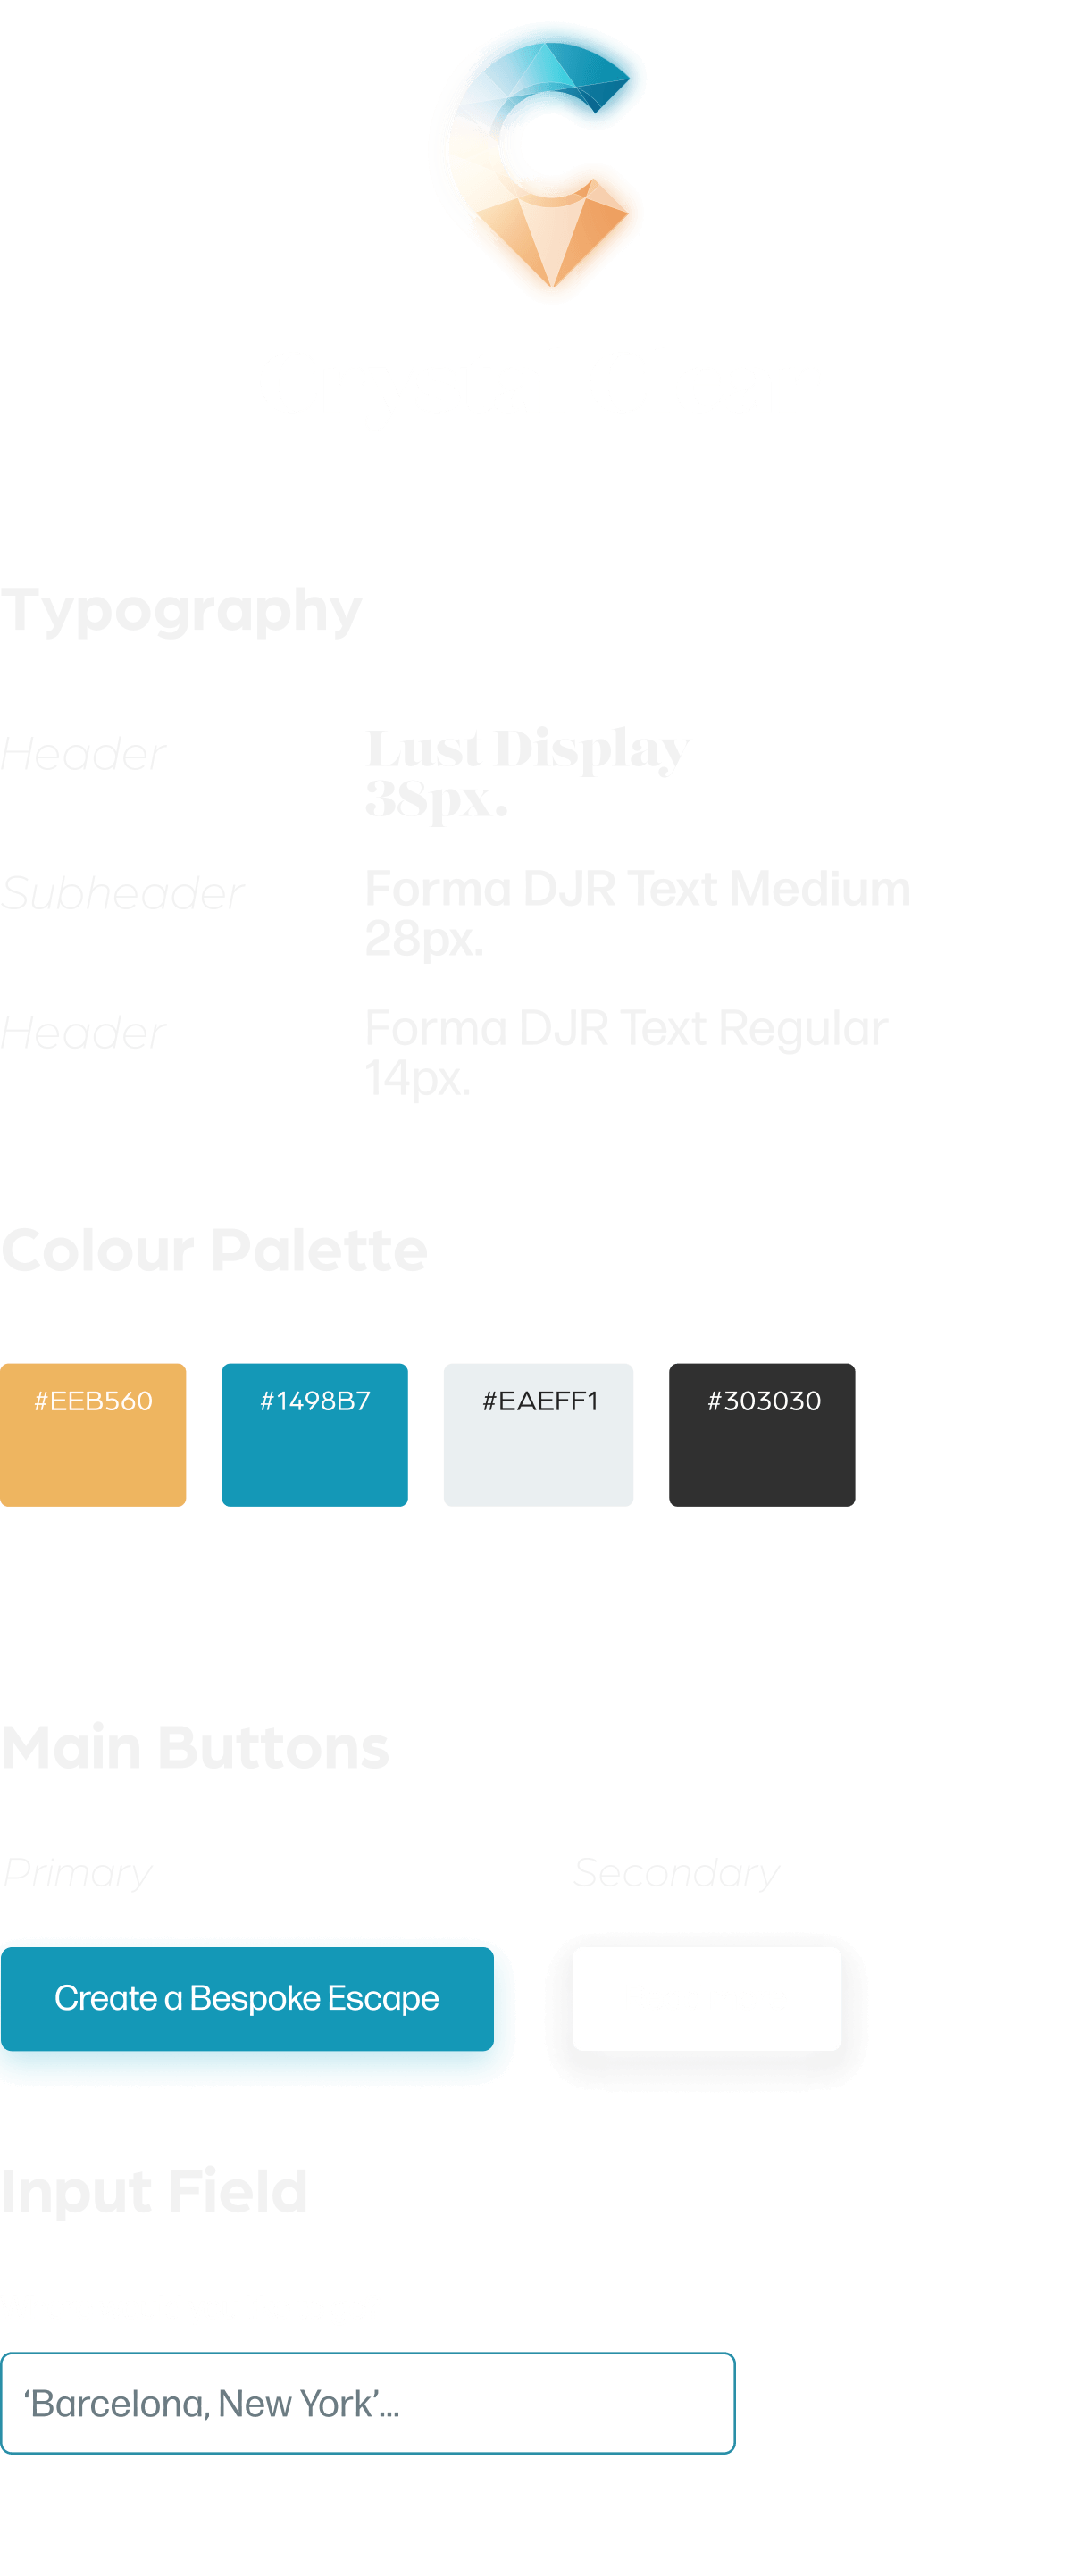 Typography
Header
Lust Display
38px.
Subheader
Forma DJR Text Medium
28px.
Header
Forma DJR Text Regular
14px.
Colour Palette
#EEB560
#1498B7
#EAEFF1
#303030
Main Buttons
Primary
Secondary
Create a Bespoke Escape
Input Field
‘Barcelona, New York’...